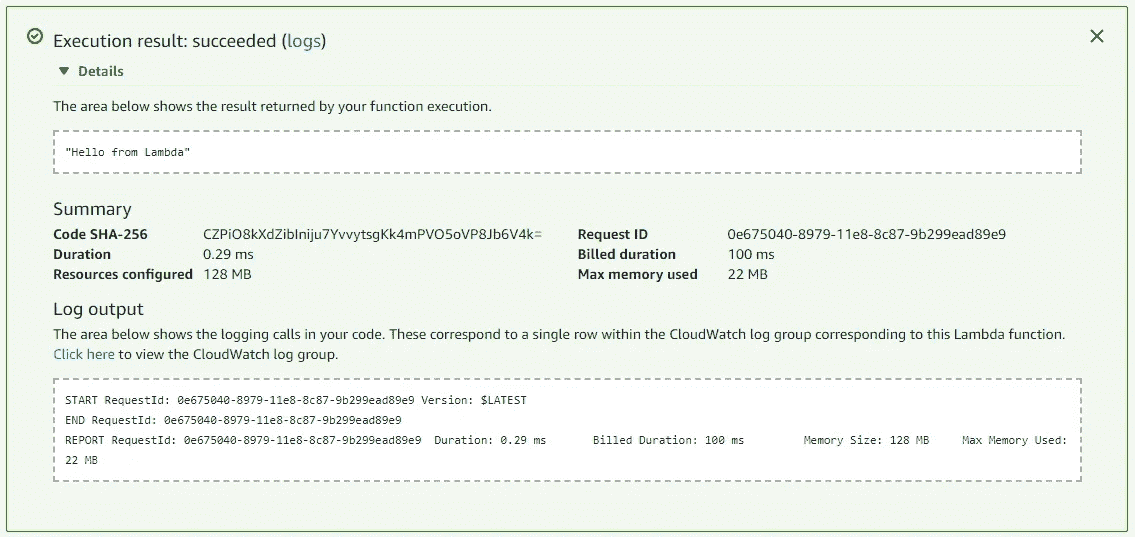 Execution result: succeeded (logs)
Details
The area below shows the result returned by your function execution.
"Hello from Lambda"
Summary
Code SHA-256 CZPiO8kXdZibIniju7YvvytsgKk4mPVO5oVP8Jb6V4k= Request ID 0e675040-8979-11e8-8c87-9b299ead89e9
Duration 0.29 ms Billed duration 100 ms
Resources configured 128 MB Max memory used 22 MB
Log output
The area below shows the logging calls in your code. These correspond to a single row within the CloudWatch log group corresponding to this Lambda function.
Click here to view the CloudWatch log group.
START RequestId: 0e675040-8979-11e8-8c87-9b299ead89e9 Version: $LATEST
END RequestId: 0e675040-8979-11e8-8c87-9b299ead89e9
REPORT RequestId: 0e675040-8979-11e8-8c87-9b299ead89e9 Duration: 0.29 ms Billed Duration: 100 ms Memory Size: 128 MB Max Memory Used:
22 MB